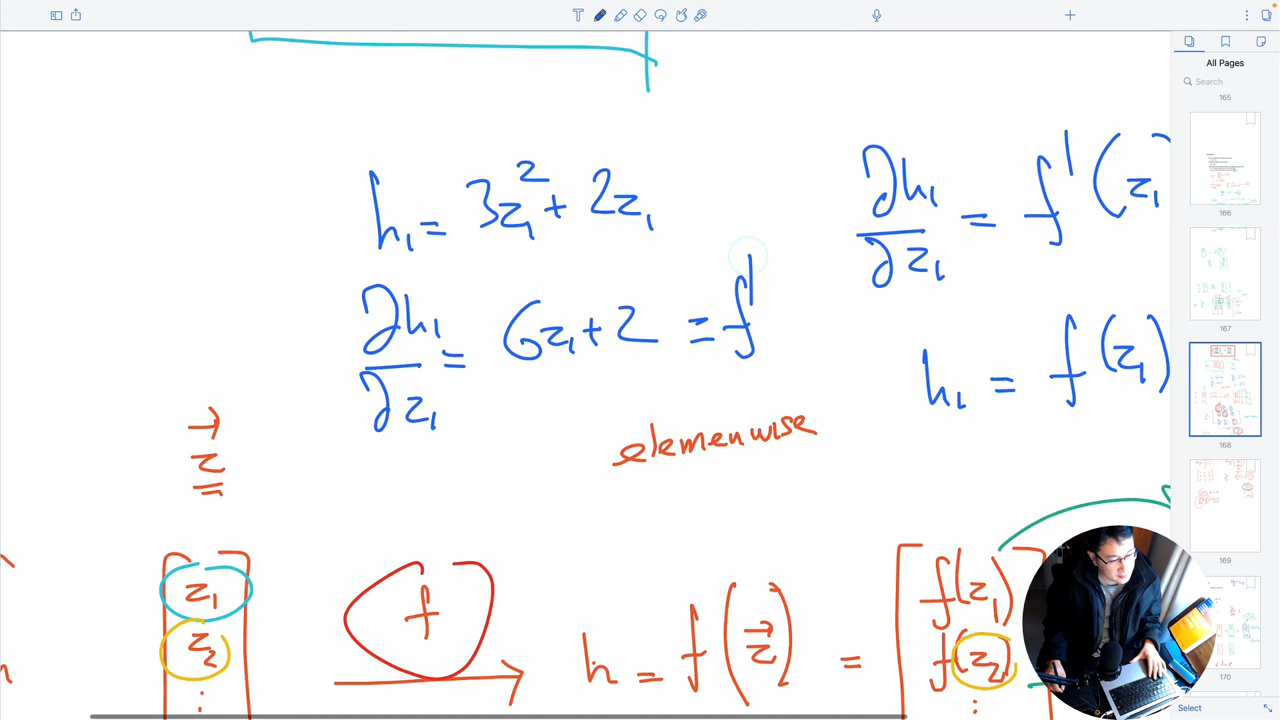 All Pages
Search
165
166
167
168
169
170
Select
h₁ = 3z₁² + 2z₁
∂h₁/∂z₁ = 6z₁ + 2 = f'
∂h₁/∂z₁ = f'(z₁
h₁ = f(z₁)
elemenwise
z⃗
z₁
z₂
⋮
f
h = f(z⃗) =
f(z₁)
f(z₂)
⋮